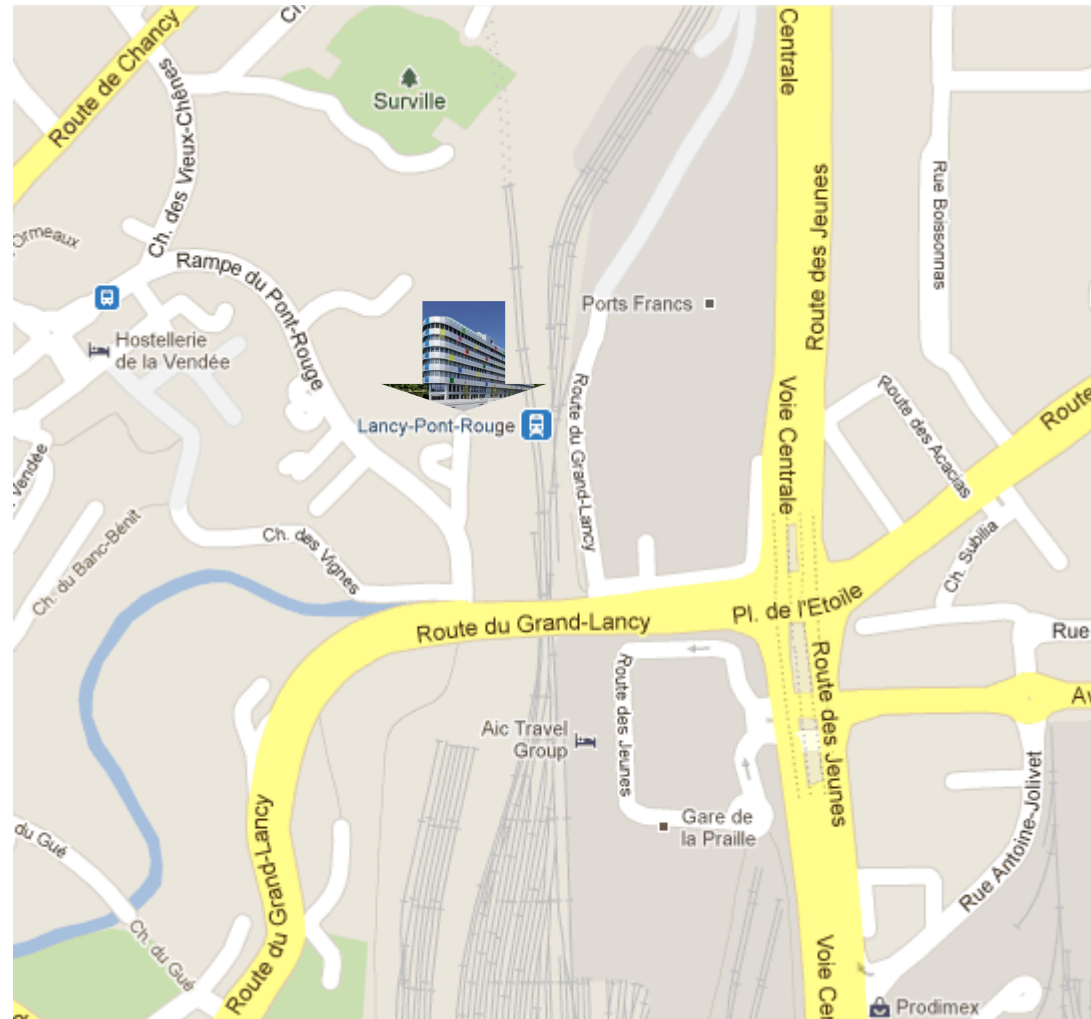 Centrale
Ch.
Route de Chancy
Surville
Ch. des Vieux-Chênes
Route des Jeunes
Rue Boissonnas
Ormeaux
Rampe du Pont-Rouge
Ports Francs
Hostellerie
de la Vendée
Voie Centrale
Route du Grand-Lancy
Route des Acacias
Route
Lancy-Pont-Rouge
Vendée
Ch. du Banc-Bénit
Ch. des Vignes
Ch. Subilia
Pl. de l'Etoile
Route du Grand-Lancy
Rue
Route des Jeunes
Route des Jeunes
Av
Aic Travel
Group
Gare de
la Praille
Rue Antoine-Jolivet
du Gué
Ch. du Gué
Route du Grand-Lancy
Voie Cen
Prodimex